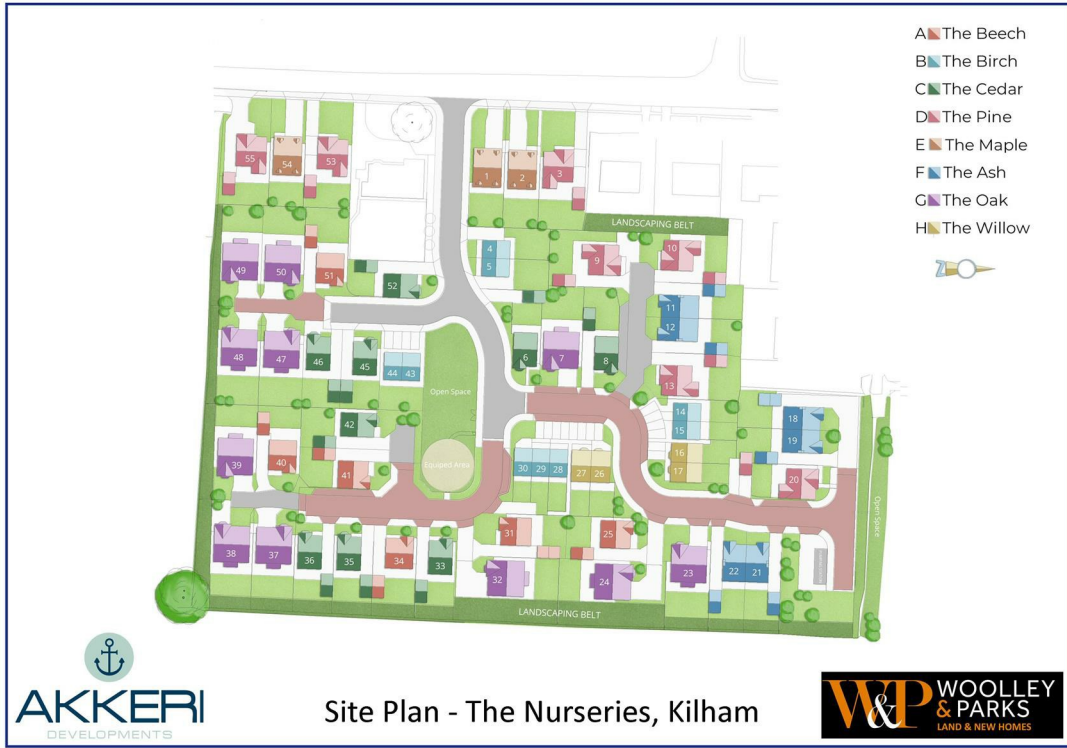 A The Beech
B The Birch
C The Cedar
D The Pine
E The Maple
F The Ash
G The Oak
H The Willow
55 54 53 1 2 3
LANDSCAPING BELT
49 50 51 52 4 5 9 10
11
12
48 47 46 45 44 43 6 7 8 13
Open Space
42 14
15
18
19
39 40 41 Equiped Area 30 29 28 27 26 16
17
20
Open Space
38 37 36 35 34 33 31 25
32 24 23 22 21
LANDSCAPING BELT
AKKERI
DEVELOPMENTS
Site Plan - The Nurseries, Kilham
W&P WOOLLEY
& PARKS
LAND & NEW HOMES